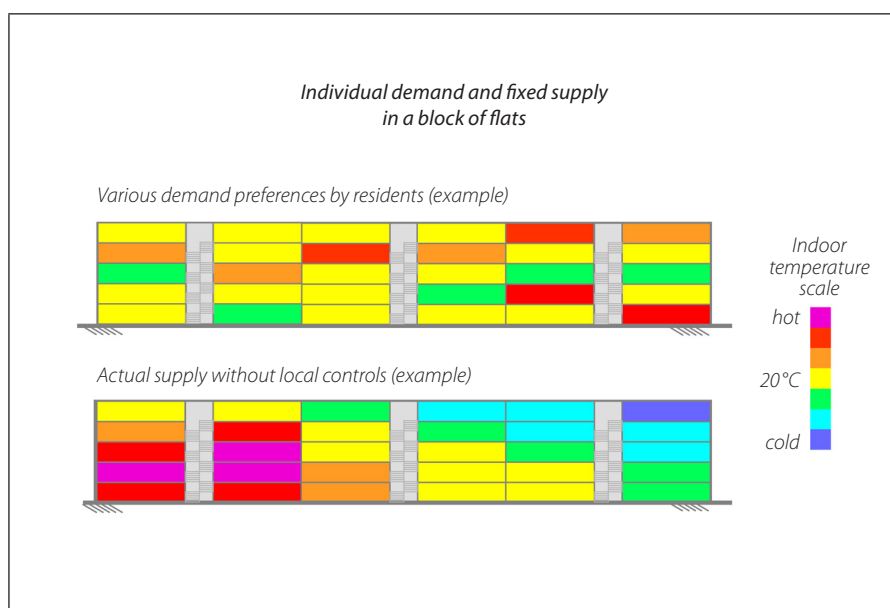 Individual demand and fixed supply
in a block of flats
Various demand preferences by residents (example)
Indoor
temperature
scale
hot
20°C
cold
Actual supply without local controls (example)